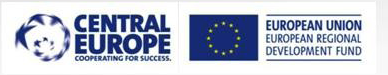 CENTRAL
EUROPE
COOPERATING FOR SUCCESS.
EUROPEAN UNION
EUROPEAN REGIONAL
DEVELOPMENT FUND